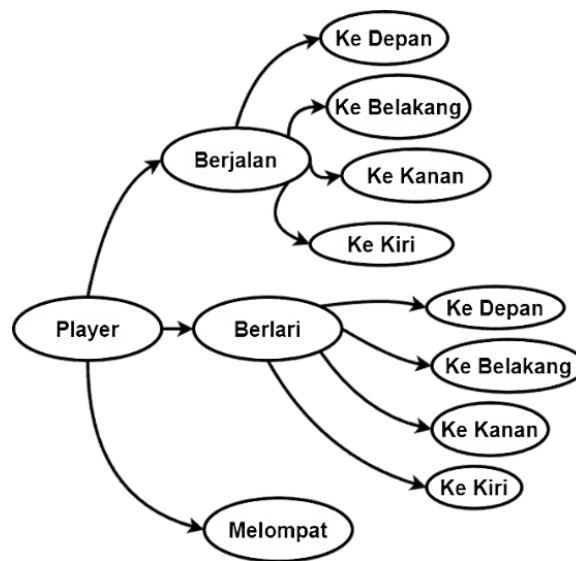 Ke Depan
Ke Belakang
Berjalan
Ke Kanan
Ke Kiri
Player
Berlari
Ke Depan
Ke Belakang
Ke Kanan
Ke Kiri
Melompat